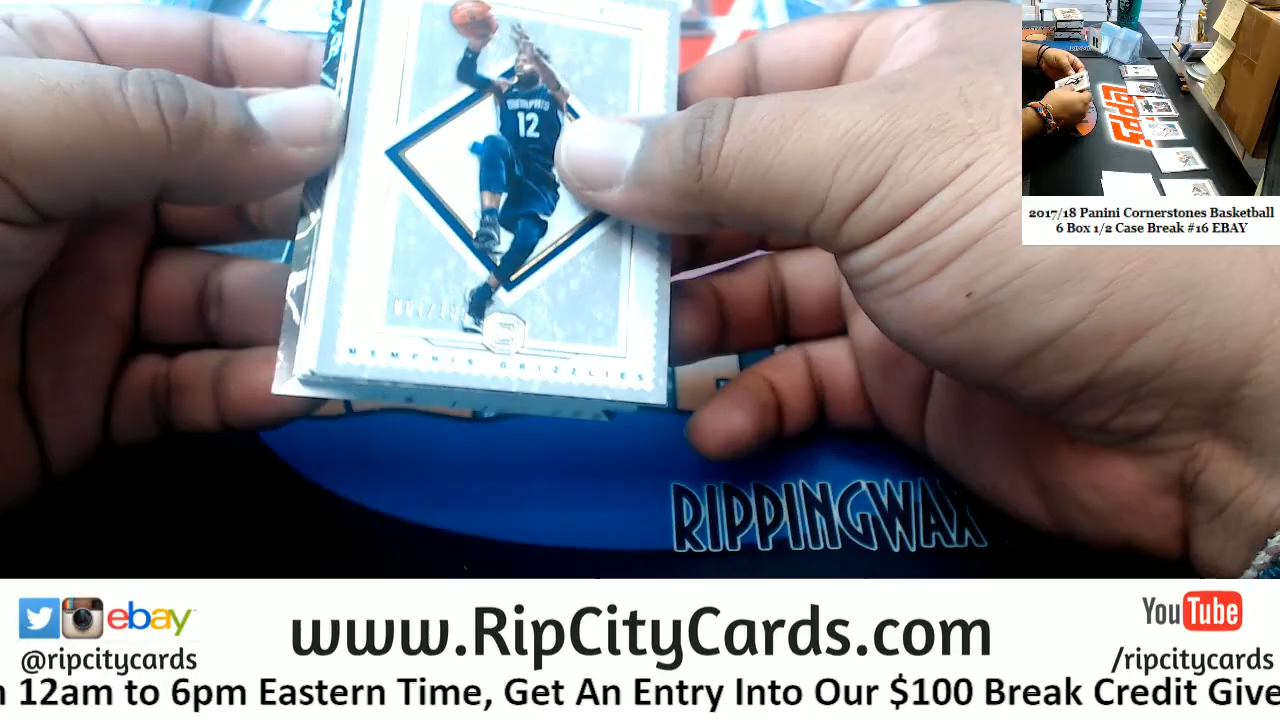 MEMPHIS
12
MEMPHIS GRIZZLIES
RIPPINGWAX
TOPPS
2017/18 Panini Cornerstones Basketball
6 Box 1/2 Case Break #16 EBAY
ebay
@ripcitycards
www.RipCityCards.com
YouTube
/ripcitycards
12am to 6pm Eastern Time, Get An Entry Into Our $100 Break Credit Give